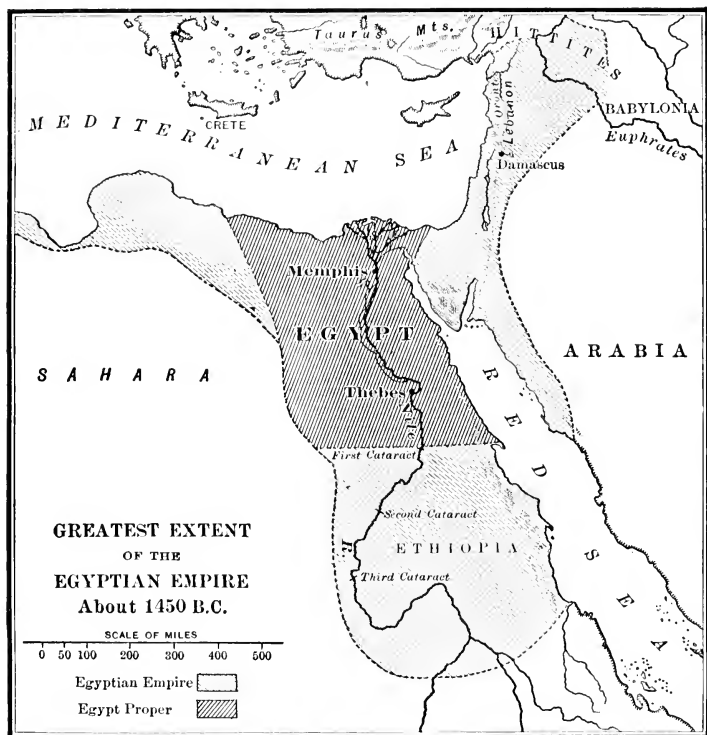 Taurus Mts.
HITTITES
CRETE
MEDITERRANEAN SEA
Orontes
Lebanon
BABYLONIA
Euphrates
Damascus
Memphis
EGYPT
SAHARA
ARABIA
Thebes
Nile
RED SEA
First Cataract
Second Cataract
ETHIOPIA
R.
Third Cataract
GREATEST EXTENT
OF THE
EGYPTIAN EMPIRE
About 1450 B.C.
SCALE OF MILES
0 50 100 200 300 400 500
Egyptian Empire
Egypt Proper